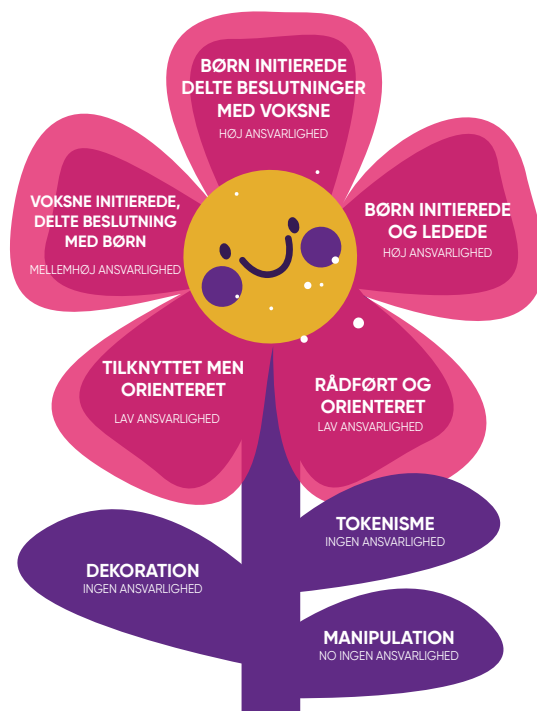 BØRN INITIEREDE
DELTE BESLUTNINGER
MED VOKSNE
HØJ ANSVARLIGHED
VOKSNE INITIEREDE,
DELTE BESLUTNING
MED BØRN
MELLEMHØJ ANSVARLIGHED
BØRN INITIEREDE
OG LEDEDE
HØJ ANSVARLIGHED
TILKNYTTET MEN
ORIENTERET
LAV ANSVARLIGHED
RÅDFØRT OG
ORIENTERET
LAV ANSVARLIGHED
TOKENISME
INGEN ANSVARLIGHED
DEKORATION
INGEN ANSVARLIGHED
MANIPULATION
NO INGEN ANSVARLIGHED